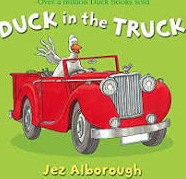 Over a million Duck books sold
DUCK in the TRUCK
Jez Alborough